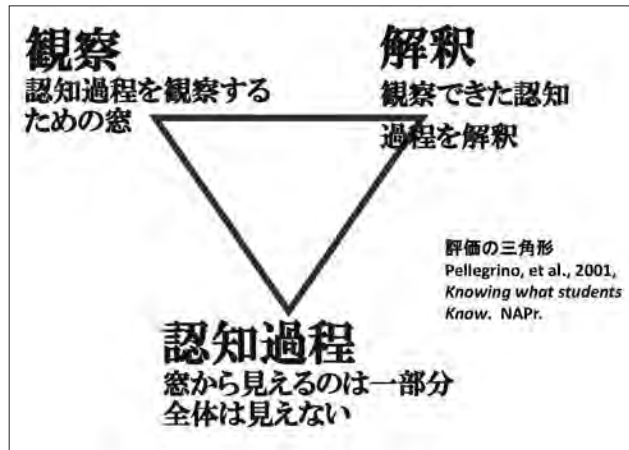 観察
認知過程を観察する
ための窓
解釈
観察できた認知
過程を解釈
評価の三角形
Pellegrino, et al., 2001,
Knowing what students
Know. NAPr.
認知過程
窓から見えるのは一部分
全体は見えない